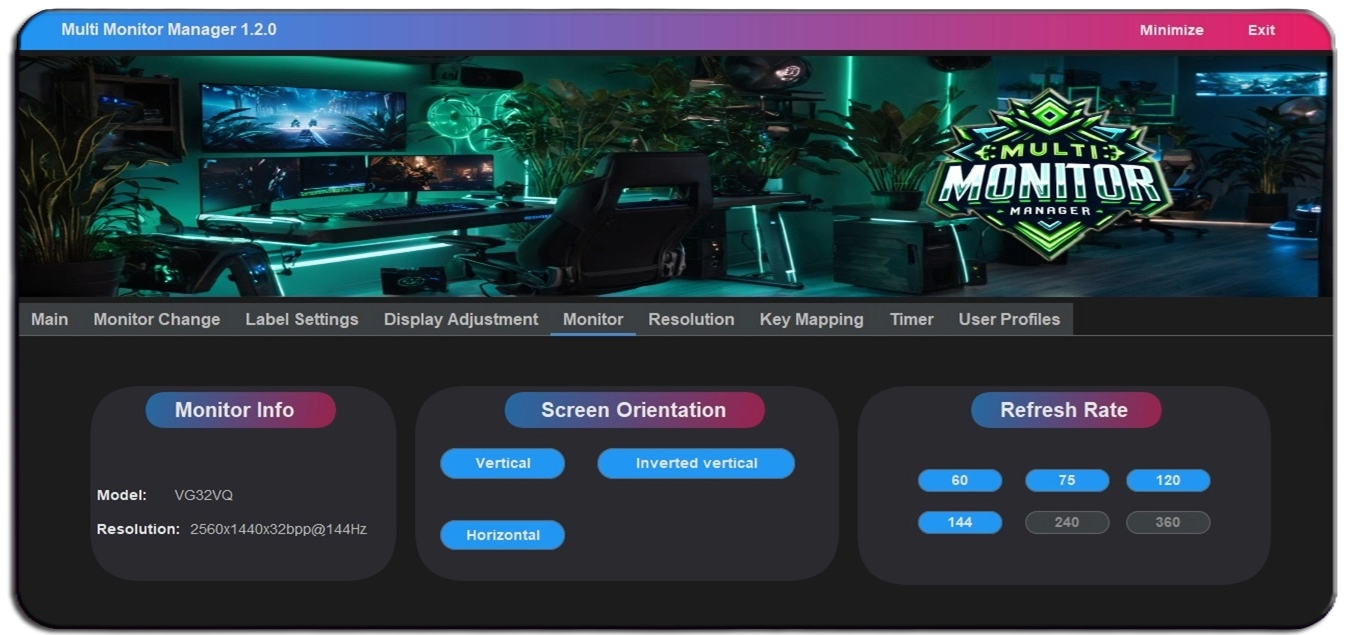 Multi Monitor Manager 1.2.0 Minimize Exit
MULTI
MONITOR
MANAGER
Main Monitor Change Label Settings Display Adjustment Monitor Resolution Key Mapping Timer User Profiles
Monitor Info
Model: VG32VQ
Resolution: 2560x1440x32bpp@144Hz
Screen Orientation
Vertical Inverted vertical
Horizontal
Refresh Rate
60 75 120
144 240 360